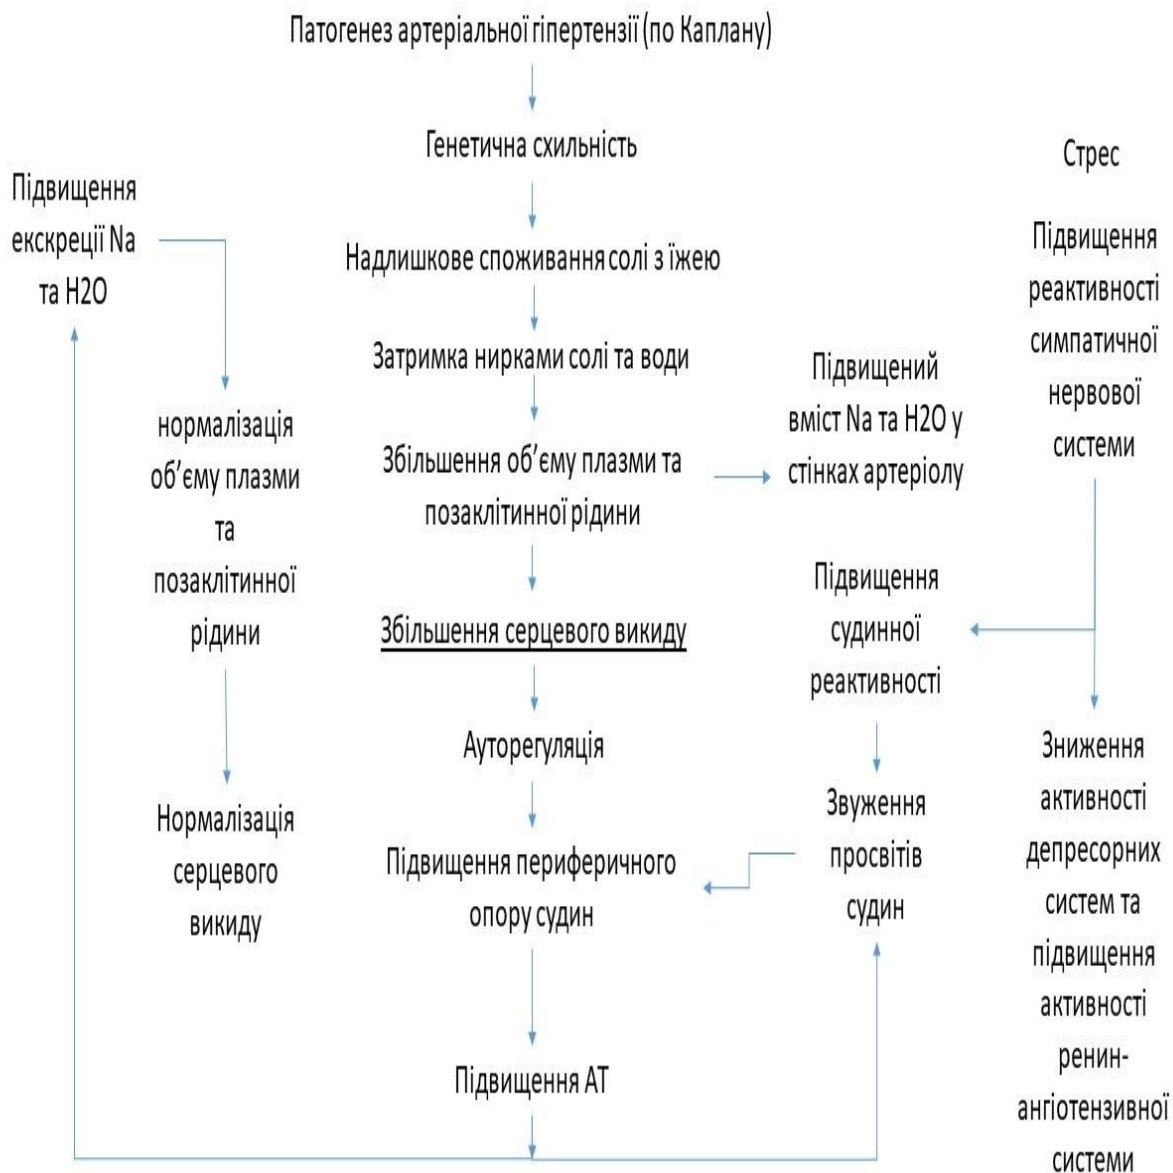 Патогенез артеріальної гіпертензії (по Каплану)
Генетична схильність
Надлишкове споживання солі з їжею
Затримка нирками солі та води
Збільшення об’єму плазми та
позаклітинної рідини
Збільшення серцевого викиду
Ауторегуляція
Підвищення периферичного
опору судин
Підвищення АТ
Підвищення
екскреції Na
та H2O
нормалізація
об’єму плазми
та
позаклітинної
рідини
Нормалізація
серцевого
викиду
Підвищений
вміст Na та H2O у
стінках артеріолу
Підвищення
судинної
реактивності
Звуження
просвітів
судин
Стрес
Підвищення
реактивності
симпатичної
нервової
системи
Зниження
активності
депресорних
систем та
підвищення
активності
ренин-
ангіотензивної
системи